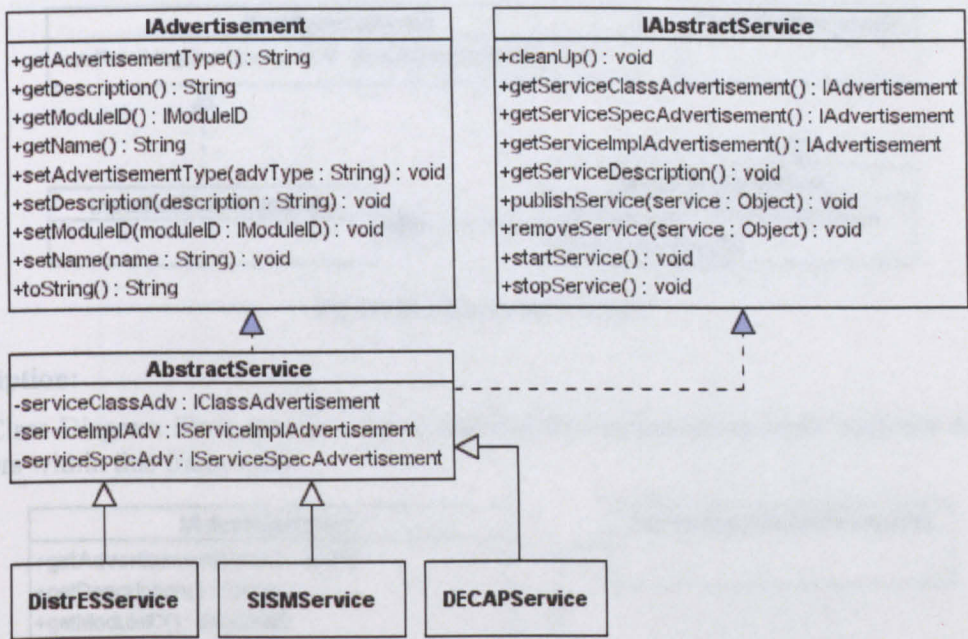 IAdvertisement
+getAdvertisementType() : String
+getDescription() : String
+getModuleID() : IModuleID
+getName() : String
+setAdvertisementType(advType : String) : void
+setDescription(description : String) : void
+setModuleID(moduleID : IModuleID) : void
+setName(name : String) : void
+toString() : String
IAbstractService
+cleanUp() : void
+getServiceClassAdvertisement() : IAdvertisement
+getServiceSpecAdvertisement() : IAdvertisement
+getServiceImplAdvertisement() : IAdvertisement
+getServiceDescription() : void
+publishService(service : Object) : void
+removeService(service : Object) : void
+startService() : void
+stopService() : void
AbstractService
-serviceClassAdv : IClassAdvertisement
-serviceImplAdv : IServiceImplAdvertisement
-serviceSpecAdv : IServiceSpecAdvertisement
DistrESService
SISMService
DECAPService